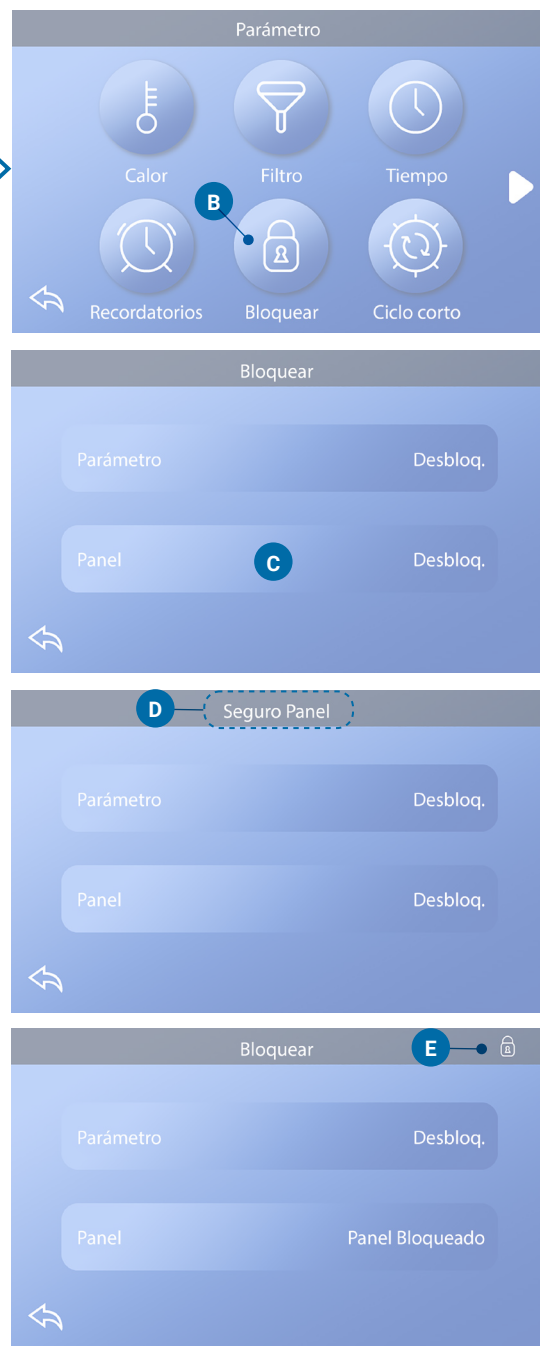 Parámetro
Calor Filtro Tiempo
B
Recordatorios Bloquear Ciclo corto
Bloquear
Parámetro Desbloq.
Panel C Desbloq.
D Seguro Panel
Parámetro Desbloq.
Panel Desbloq.
Bloquear E
Parámetro Desbloq.
Panel Panel Bloqueado